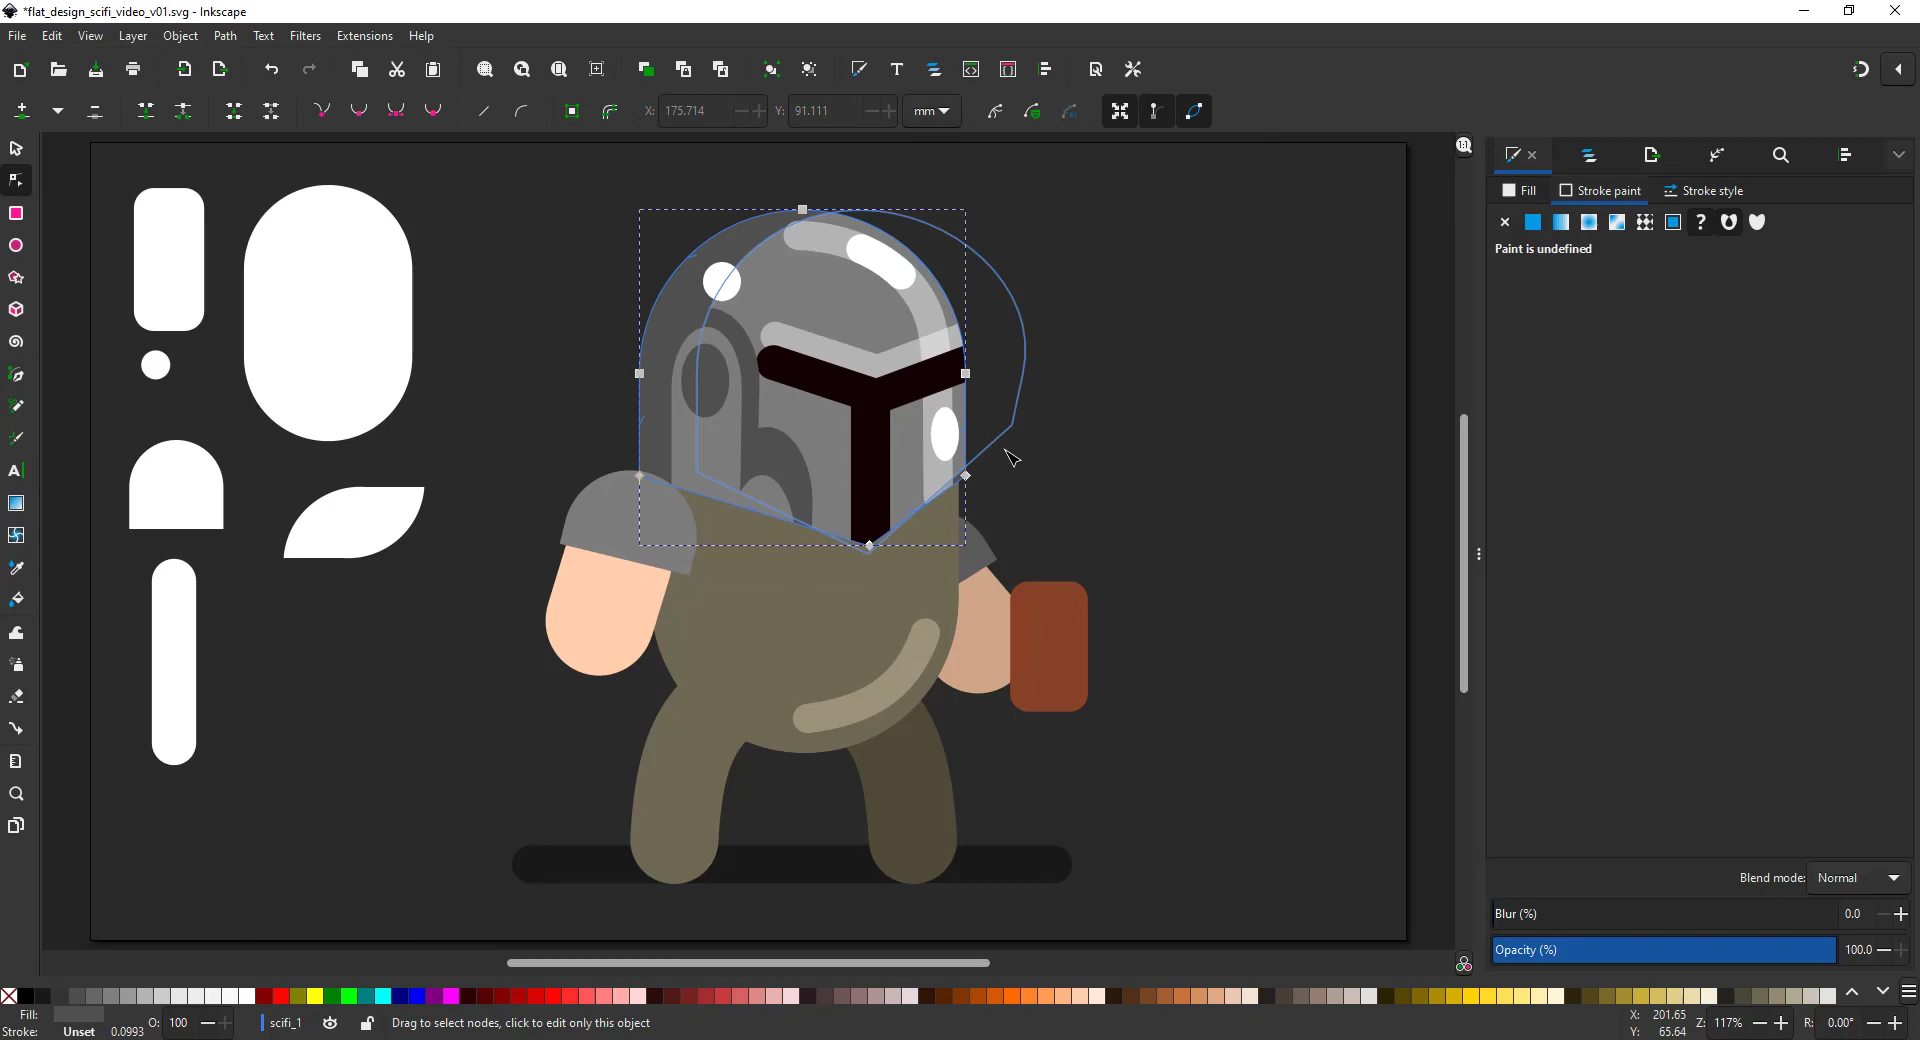 *flat_design_scifi_video_v01.svg - Inkscape
File Edit View Layer Object Path Text Filters Extensions Help
X: 175.714 Y: 91.111 mm
1:1
Fill Stroke paint Stroke style
Paint is undefined
Blend mode: Normal
Blur (%) 0.0
Opacity (%) 100.0
Fill:
Stroke: Unset 0.0993 O: 100 scifi_1 Drag to select nodes, click to edit only this object
X: 201.65
Y: 65.64
Z: 117% R: 0.00°